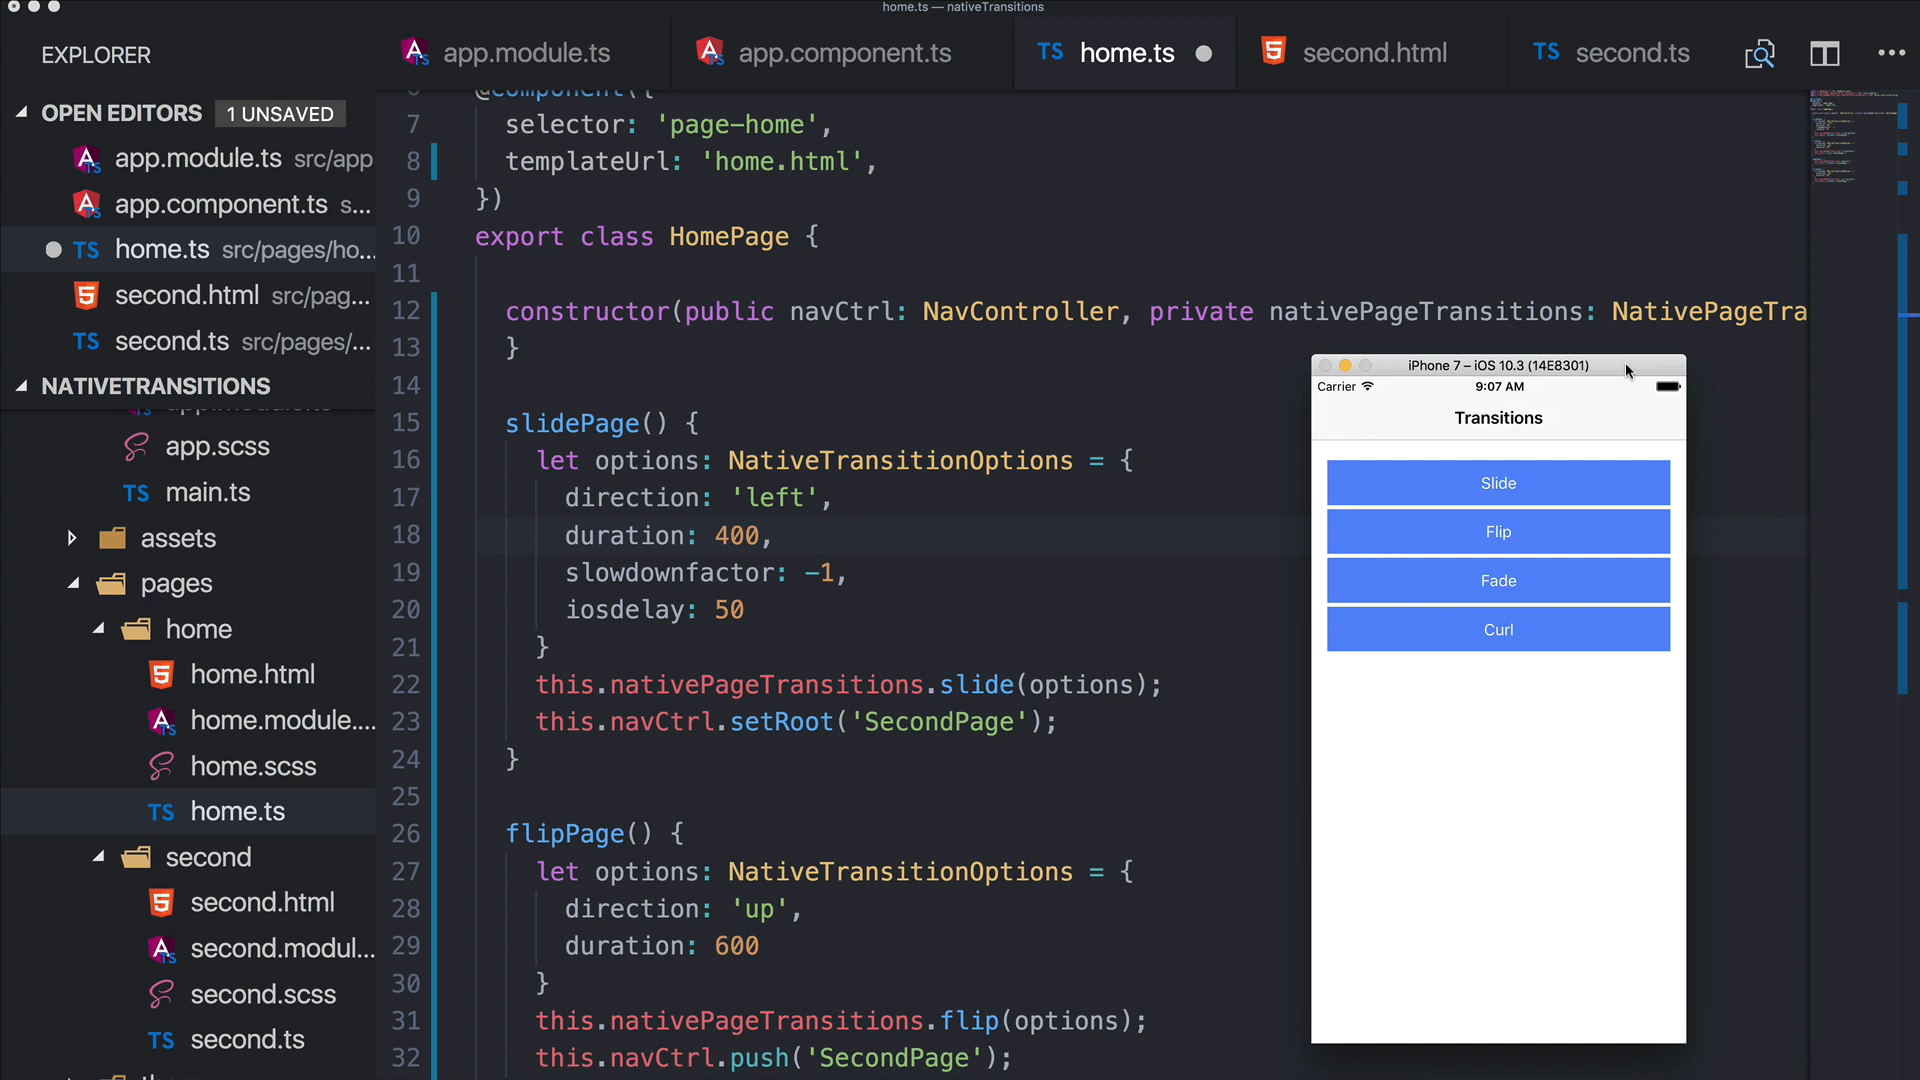 home.ts — nativeTransitions
EXPLORER
app.module.ts
app.component.ts
TS home.ts
second.html
TS second.ts
OPEN EDITORS 1 UNSAVED
app.module.ts src/app
app.component.ts s...
TS home.ts src/pages/ho...
second.html src/pag...
TS second.ts src/pages/...
NATIVETRANSITIONS
app.scss
TS main.ts
assets
pages
home
home.html
home.module....
home.scss
TS home.ts
second
second.html
second.modul...
second.scss
TS second.ts
@Component({
7 selector: 'page-home',
8 templateUrl: 'home.html',
9 })
10 export class HomePage {
11
12 constructor(public navCtrl: NavController, private nativePageTransitions: NativePageTra
13 }
14
15 slidePage() {
16 let options: NativeTransitionOptions = {
17 direction: 'left',
18 duration: 400,
19 slowdownfactor: -1,
20 iosdelay: 50
21 }
22 this.nativePageTransitions.slide(options);
23 this.navCtrl.setRoot('SecondPage');
24 }
25
26 flipPage() {
27 let options: NativeTransitionOptions = {
28 direction: 'up',
29 duration: 600
30 }
31 this.nativePageTransitions.flip(options);
32 this.navCtrl.push('SecondPage');
iPhone 7 – iOS 10.3 (14E8301)
Carrier 9:07 AM
Transitions
Slide
Flip
Fade
Curl